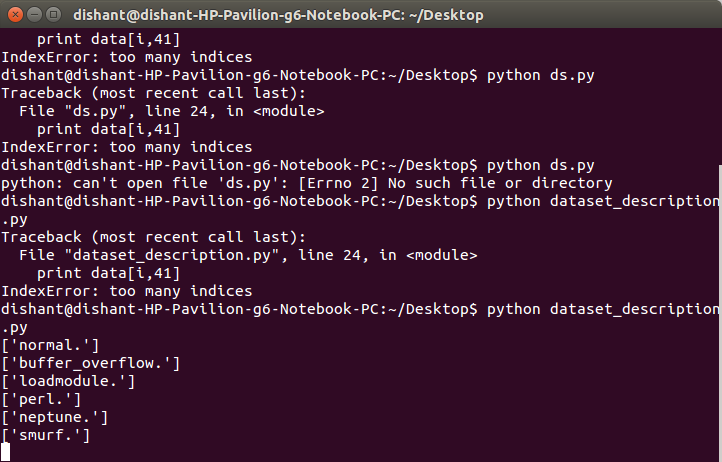 dishant@dishant-HP-Pavilion-g6-Notebook-PC: ~/Desktop
    print data[i,41]
IndexError: too many indices
dishant@dishant-HP-Pavilion-g6-Notebook-PC:~/Desktop$ python ds.py
Traceback (most recent call last):
  File "ds.py", line 24, in <module>
    print data[i,41]
IndexError: too many indices
dishant@dishant-HP-Pavilion-g6-Notebook-PC:~/Desktop$ python ds.py
python: can't open file 'ds.py': [Errno 2] No such file or directory
dishant@dishant-HP-Pavilion-g6-Notebook-PC:~/Desktop$ python dataset_description
.py
Traceback (most recent call last):
  File "dataset_description.py", line 24, in <module>
    print data[i,41]
IndexError: too many indices
dishant@dishant-HP-Pavilion-g6-Notebook-PC:~/Desktop$ python dataset_description
.py
['normal.']
['buffer_overflow.']
['loadmodule.']
['perl.']
['neptune.']
['smurf.']